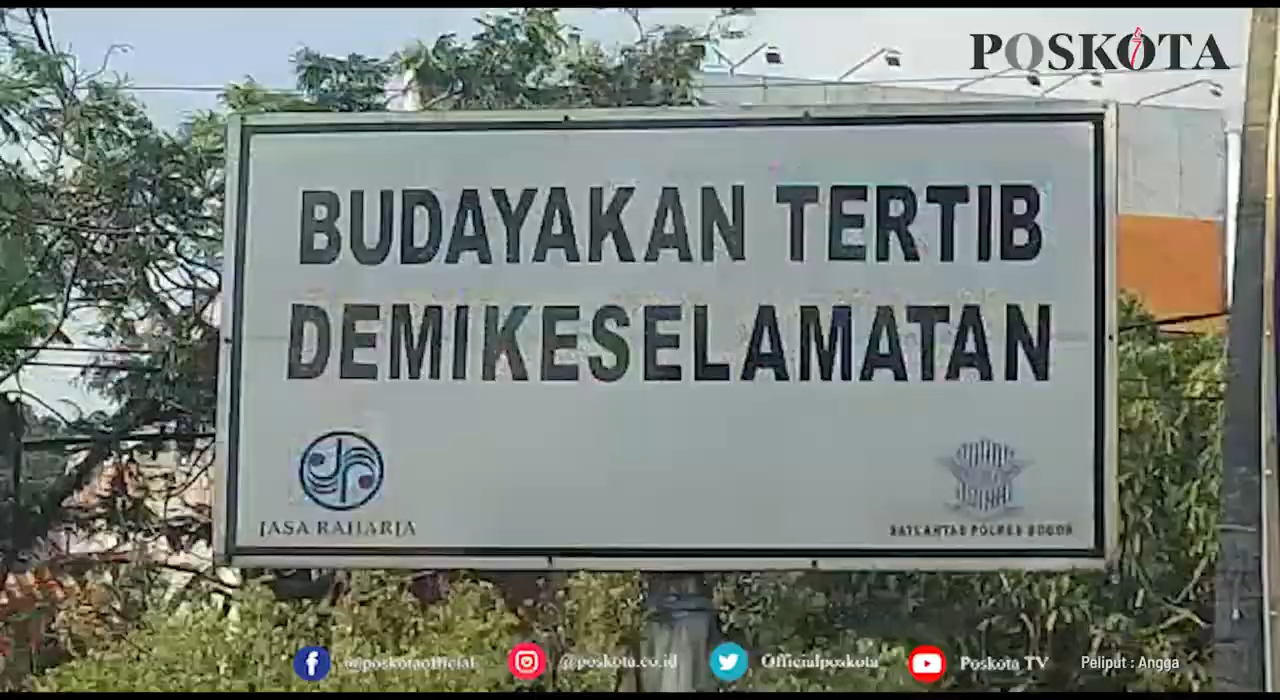 POSKOTA
BUDAYAKAN TERTIB
DEMIKESELAMATAN
JASA RAHARJA
SATLANTAS POLRES BOGOR
@poskotaofficial
@poskota.co.id
Officialposkota
Poskota TV
Peliput : Angga